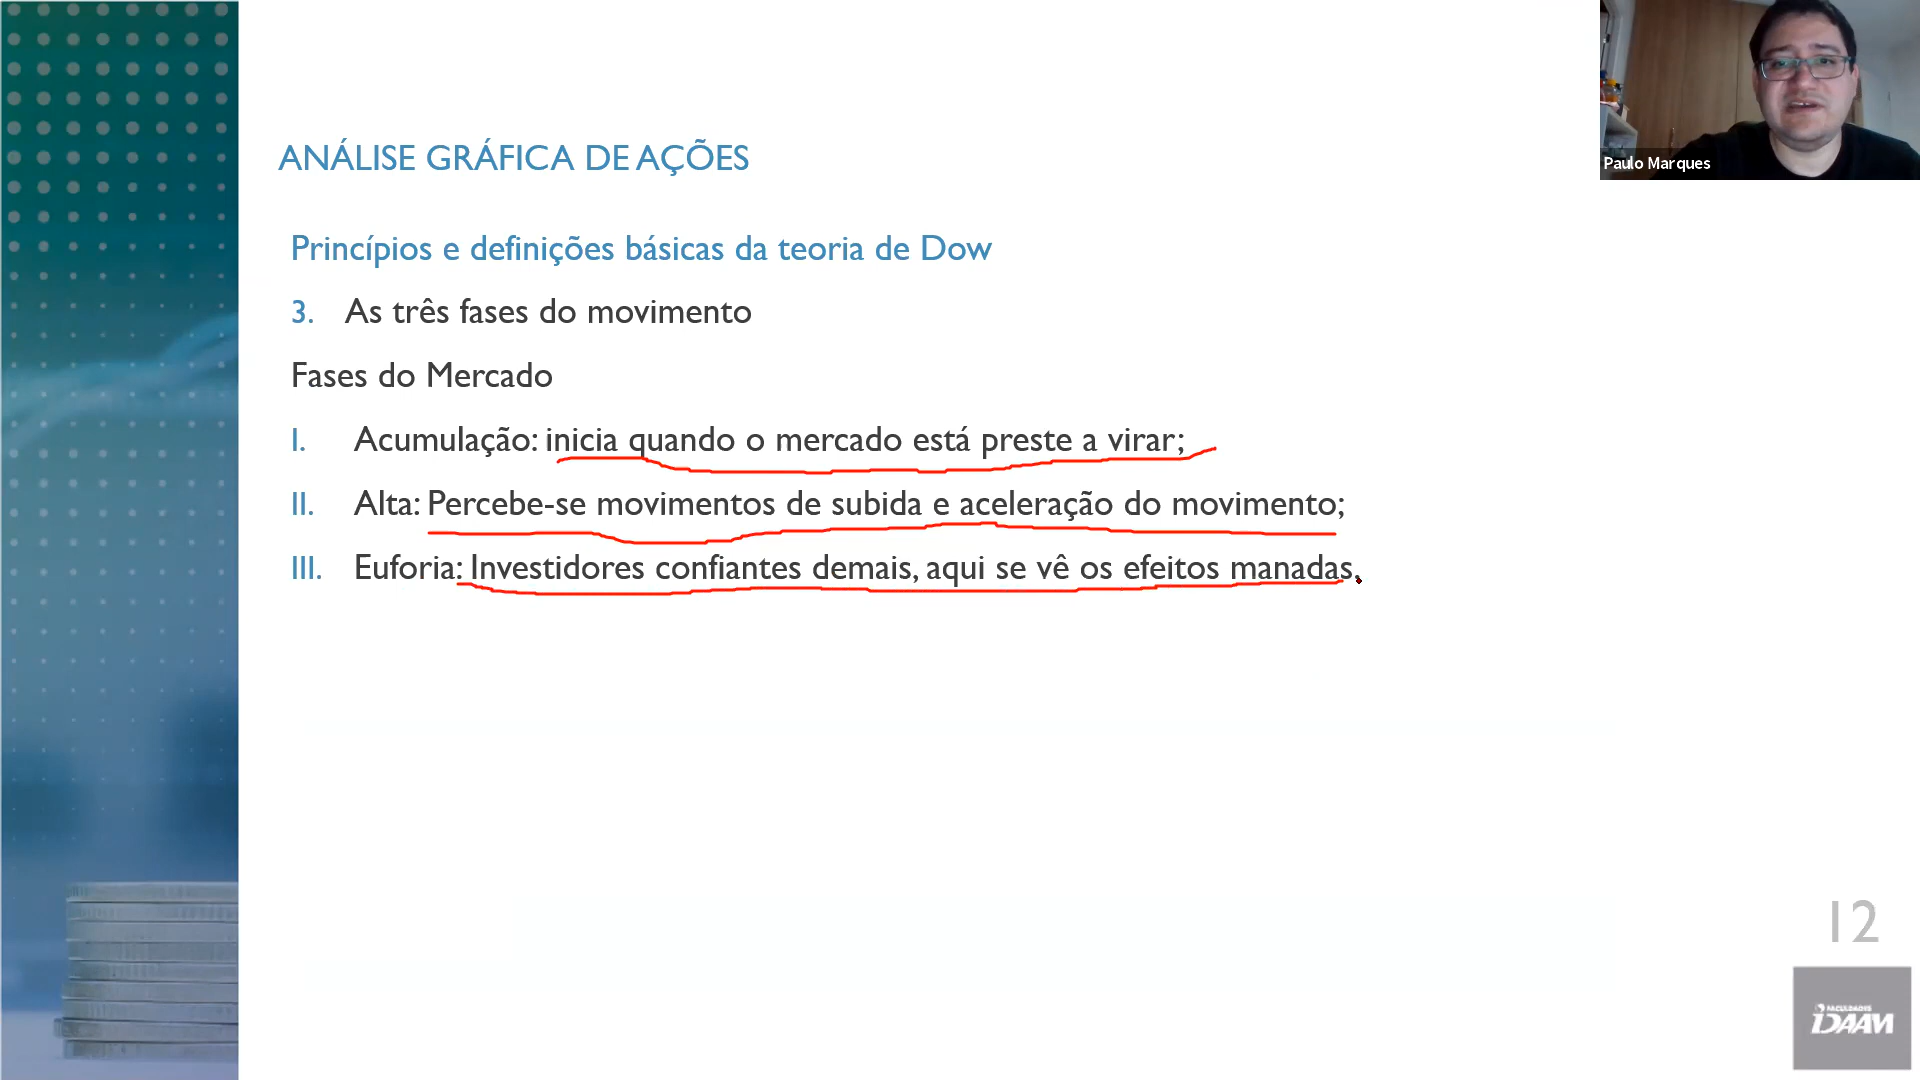 Paulo Marques
ANÁLISE GRÁFICA DE AÇÕES
Princípios e definições básicas da teoria de Dow
3. As três fases do movimento
Fases do Mercado
I. Acumulação: inicia quando o mercado está preste a virar;
II. Alta: Percebe-se movimentos de subida e aceleração do movimento;
III. Euforia: Investidores confiantes demais, aqui se vê os efeitos manadas,
12
FACULDADES
IDAAM